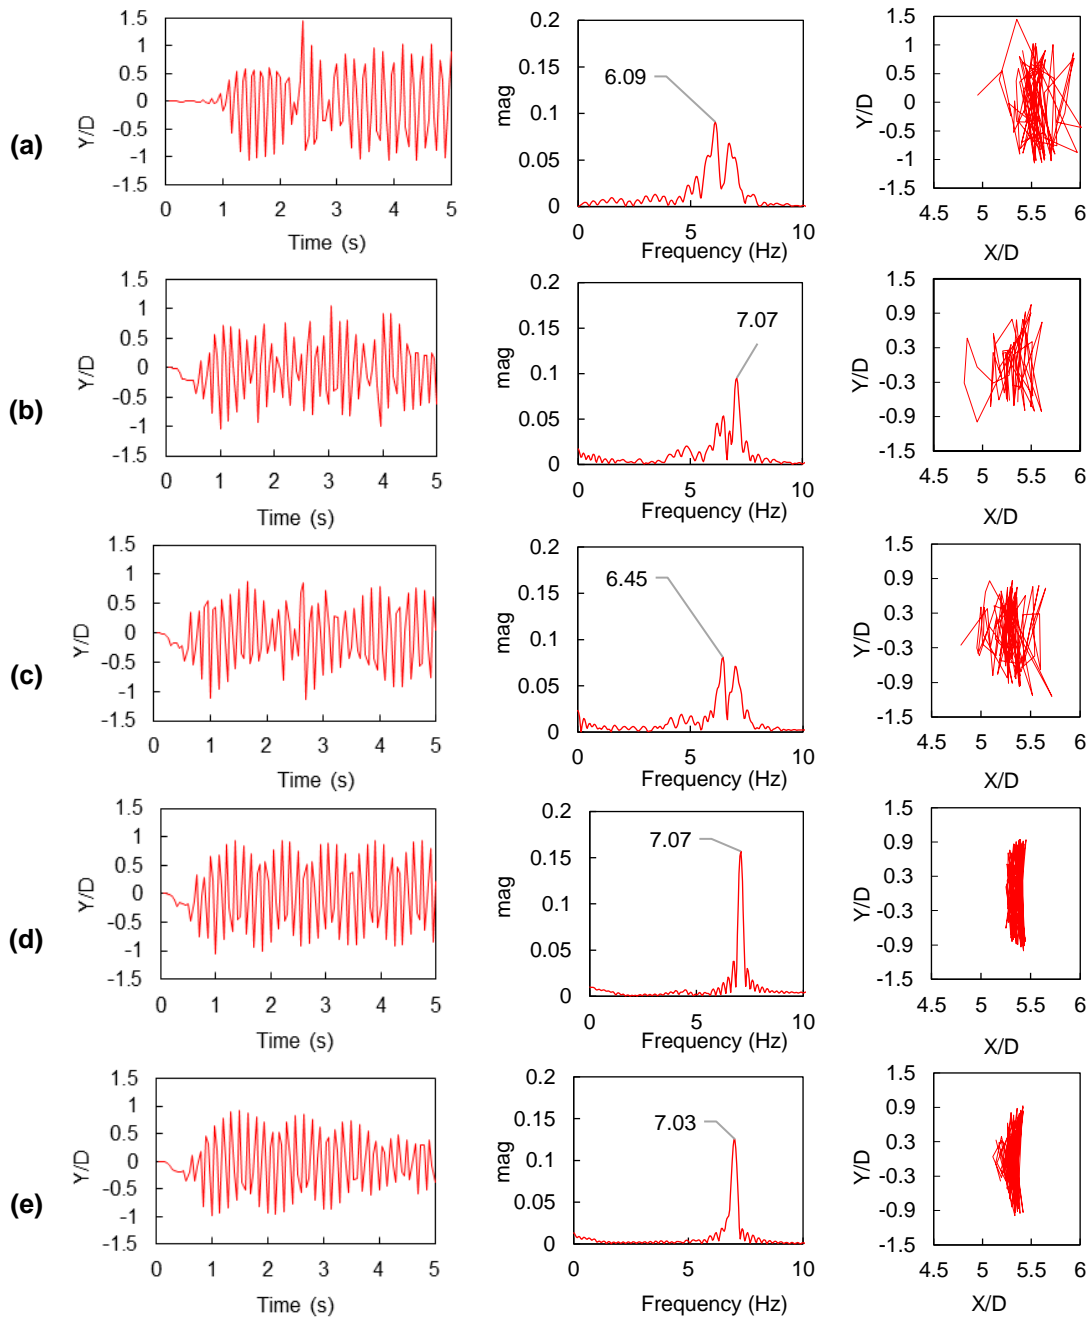 (a)
Y/D
1.5
1
0.5
0
-0.5
-1
-1.5
0 1 2 3 4 5
Time (s)
mag
0.2
0.15
0.1
0.05
0
6.09
0 5 10
Frequency (Hz)
Y/D
1.5
1
0.5
0
-0.5
-1
-1.5
4.5 5 5.5 6
X/D
(b)
Y/D
1.5
1
0.5
0
-0.5
-1
-1.5
0 1 2 3 4 5
Time (s)
mag
0.2
0.15
0.1
0.05
0
7.07
0 5 10
Frequency (Hz)
Y/D
1.5
0.9
0.3
-0.3
-0.9
-1.5
4.5 5 5.5 6
X/D
(c)
Y/D
1.5
1
0.5
0
-0.5
-1
-1.5
0 1 2 3 4 5
Time (s)
mag
0.2
0.15
0.1
0.05
0
6.45
0 5 10
Frequency (Hz)
Y/D
1.5
0.9
0.3
-0.3
-0.9
-1.5
4.5 5 5.5 6
X/D
(d)
Y/D
1.5
1
0.5
0
-0.5
-1
-1.5
0 1 2 3 4 5
Time (s)
mag
0.2
0.15
0.1
0.05
0
7.07
0 5 10
Frequency (Hz)
Y/D
1.5
0.9
0.3
-0.3
-0.9
-1.5
4.5 5 5.5 6
X/D
(e)
Y/D
1.5
1
0.5
0
-0.5
-1
-1.5
0 1 2 3 4 5
Time (s)
mag
0.2
0.15
0.1
0.05
0
7.03
0 5 10
Frequency (Hz)
Y/D
1.5
0.9
0.3
-0.3
-0.9
-1.5
4.5 5 5.5 6
X/D